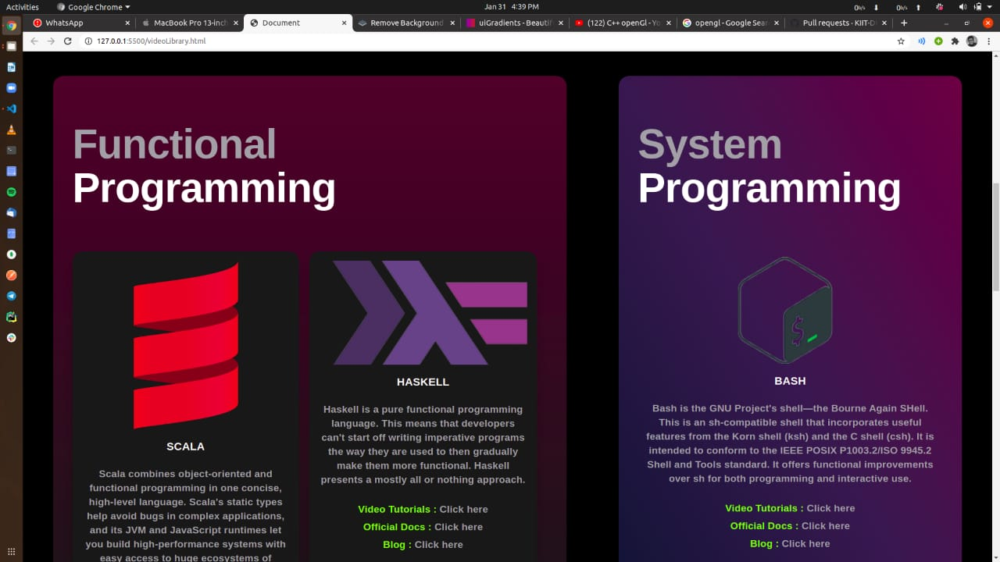 Activities
Google Chrome
Jan 31 4:39 PM
WhatsApp
MacBook Pro 13-inch
Document
Remove Background
uiGradients - Beautif
(122) C++ openGl - Yo
opengl - Google Sear
Pull requests · KIIT-D
127.0.0.1:5500/videoLibrary.html
Functional
Programming
SCALA
Scala combines object-oriented and
functional programming in one concise,
high-level language. Scala's static types
help avoid bugs in complex applications,
and its JVM and JavaScript runtimes let
you build high-performance systems with
easy access to huge ecosystems of
HASKELL
Haskell is a pure functional programming
language. This means that developers
can't start off writing imperative programs
the way they are used to then gradually
make them more functional. Haskell
presents a mostly all or nothing approach.
Video Tutorials : Click here
Official Docs : Click here
Blog : Click here
System
Programming
$
BASH
Bash is the GNU Project's shell—the Bourne Again SHell.
This is an sh-compatible shell that incorporates useful
features from the Korn shell (ksh) and the C shell (csh). It is
intended to conform to the IEEE POSIX P1003.2/ISO 9945.2
Shell and Tools standard. It offers functional improvements
over sh for both programming and interactive use.
Video Tutorials : Click here
Official Docs : Click here
Blog : Click here